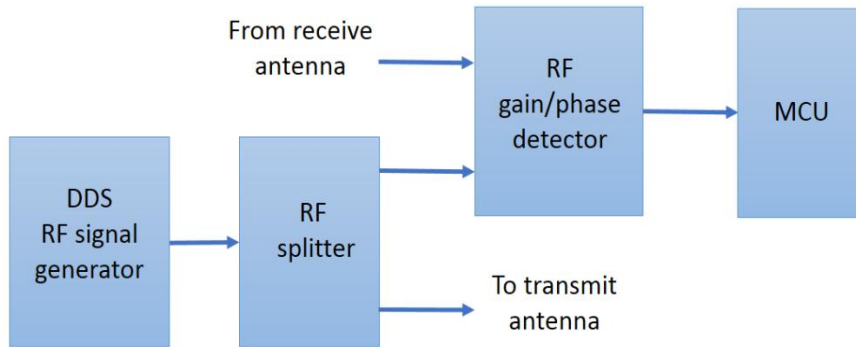 From receive
antenna
RF
gain/phase
detector
MCU
DDS
RF signal
generator
RF
splitter
To transmit
antenna